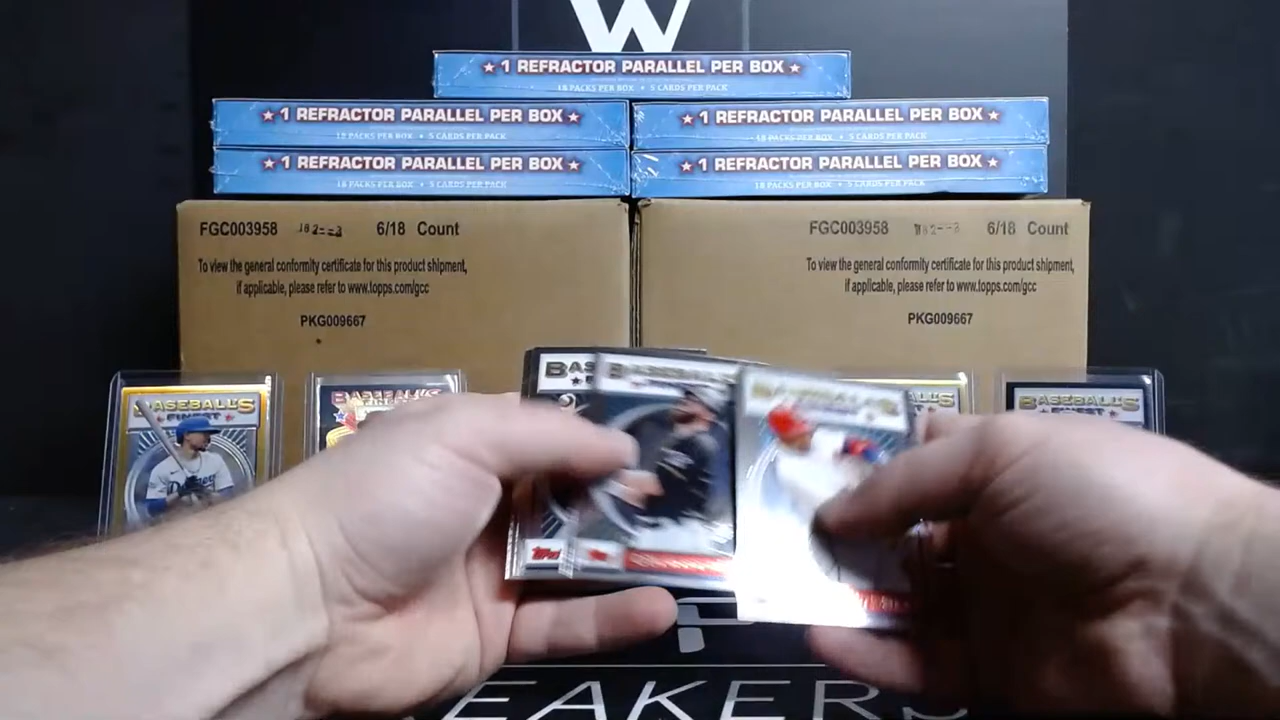 W
★ 1 REFRACTOR PARALLEL PER BOX ★
18 PACKS PER BOX • 5 CARDS PER PACK
★ 1 REFRACTOR PARALLEL PER BOX ★
18 PACKS PER BOX • 5 CARDS PER PACK
★ 1 REFRACTOR PARALLEL PER BOX ★
18 PACKS PER BOX • 5 CARDS PER PACK
★ 1 REFRACTOR PARALLEL PER BOX ★
18 PACKS PER BOX • 5 CARDS PER PACK
★ 1 REFRACTOR PARALLEL PER BOX ★
18 PACKS PER BOX • 5 CARDS PER PACK
FGC003958 6/18 Count
To view the general conformity certificate for this product shipment,
if applicable, please refer to www.topps.com/gcc
PKG009667
FGC003958 6/18 Count
To view the general conformity certificate for this product shipment,
if applicable, please refer to www.topps.com/gcc
PKG009667
BASEBALL'S
BASEBALL'S
BAS
BASEBALL'S
BASEBALL'S
FINEST
Topps
EAKERS